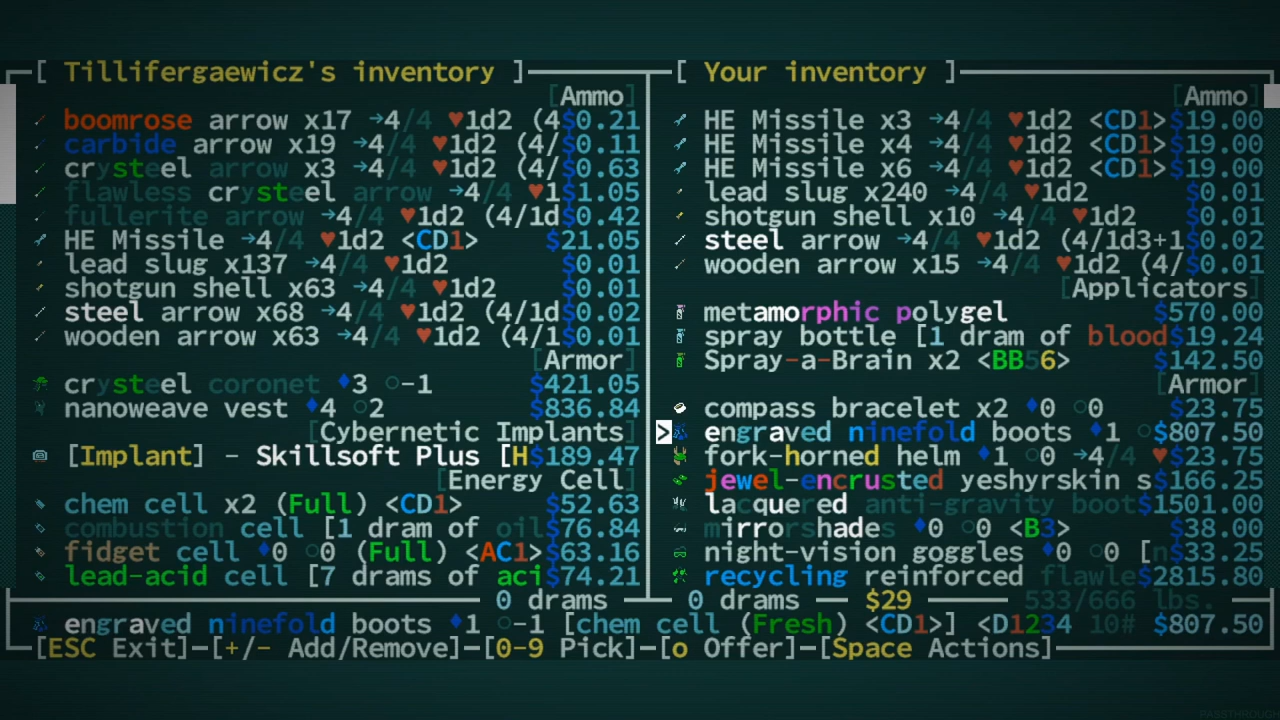 [ Tillifergaewicz's inventory ]
[Ammo]
boomrose arrow x17 →4/4 ♥1d2 (4$0.21
carbide arrow x19 →4/4 ♥1d2 (4/$0.11
crysteel arrow x3 →4/4 ♥1d2 (4/$0.63
flawless crysteel arrow →4/4 ♥1$1.05
fullerite arrow →4/4 ♥1d2 (4/1d$0.42
HE Missile →4/4 ♥1d2 <CD1> $21.05
lead slug x137 →4/4 ♥1d2 $0.01
shotgun shell x63 →4/4 ♥1d2 $0.01
steel arrow x68 →4/4 ♥1d2 (4/1d$0.02
wooden arrow x63 →4/4 ♥1d2 (4/1$0.01
[Armor]
crysteel coronet ♦3 ○-1 $421.05
nanoweave vest ♦4 ○2 $836.84
[Cybernetic Implants]
[Implant] - Skillsoft Plus [H$189.47
[Energy Cell]
chem cell x2 (Full) <CD1> $52.63
combustion cell [1 dram of oil$76.84
fidget cell ♦0 ○0 (Full) <AC1>$63.16
lead-acid cell [7 drams of aci$74.21
0 drams
[ Your inventory ]
[Ammo]
HE Missile x3 →4/4 ♥1d2 <CD1>$19.00
HE Missile x4 →4/4 ♥1d2 <CD1>$19.00
HE Missile x6 →4/4 ♥1d2 <CD1>$19.00
lead slug x240 →4/4 ♥1d2 $0.01
shotgun shell x10 →4/4 ♥1d2 $0.01
steel arrow →4/4 ♥1d2 (4/1d3+1$0.02
wooden arrow x15 →4/4 ♥1d2 (4/$0.01
[Applicators]
metamorphic polygel $570.00
spray bottle [1 dram of blood$19.24
Spray-a-Brain x2 <BB56> $142.50
[Armor]
compass bracelet x2 ♦0 ○0 $23.75
> engraved ninefold boots ♦1 ○$807.50
fork-horned helm ♦1 ○0 →4/4 ♥$23.75
jewel-encrusted yeshyrskin s$166.25
lacquered anti-gravity boot$1501.00
mirrorshades ♦0 ○0 <B3> $38.00
night-vision goggles ♦0 ○0 [n$33.25
recycling reinforced flawle$2815.80
0 drams $29 533/666 lbs.
engraved ninefold boots ♦1 ○-1 [chem cell (Fresh) <CD1>] <D1234 10# $807.50
[ESC Exit]-[+/- Add/Remove]-[0-9 Pick]-[o Offer]-[Space Actions]